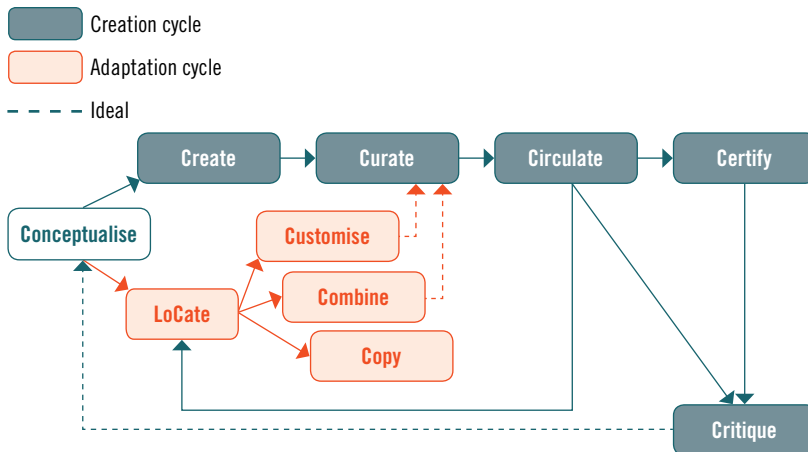 Creation cycle
Adaptation cycle
Ideal
Create
Curate
Circulate
Certify
Conceptualise
Customise
LoCate
Combine
Copy
Critique